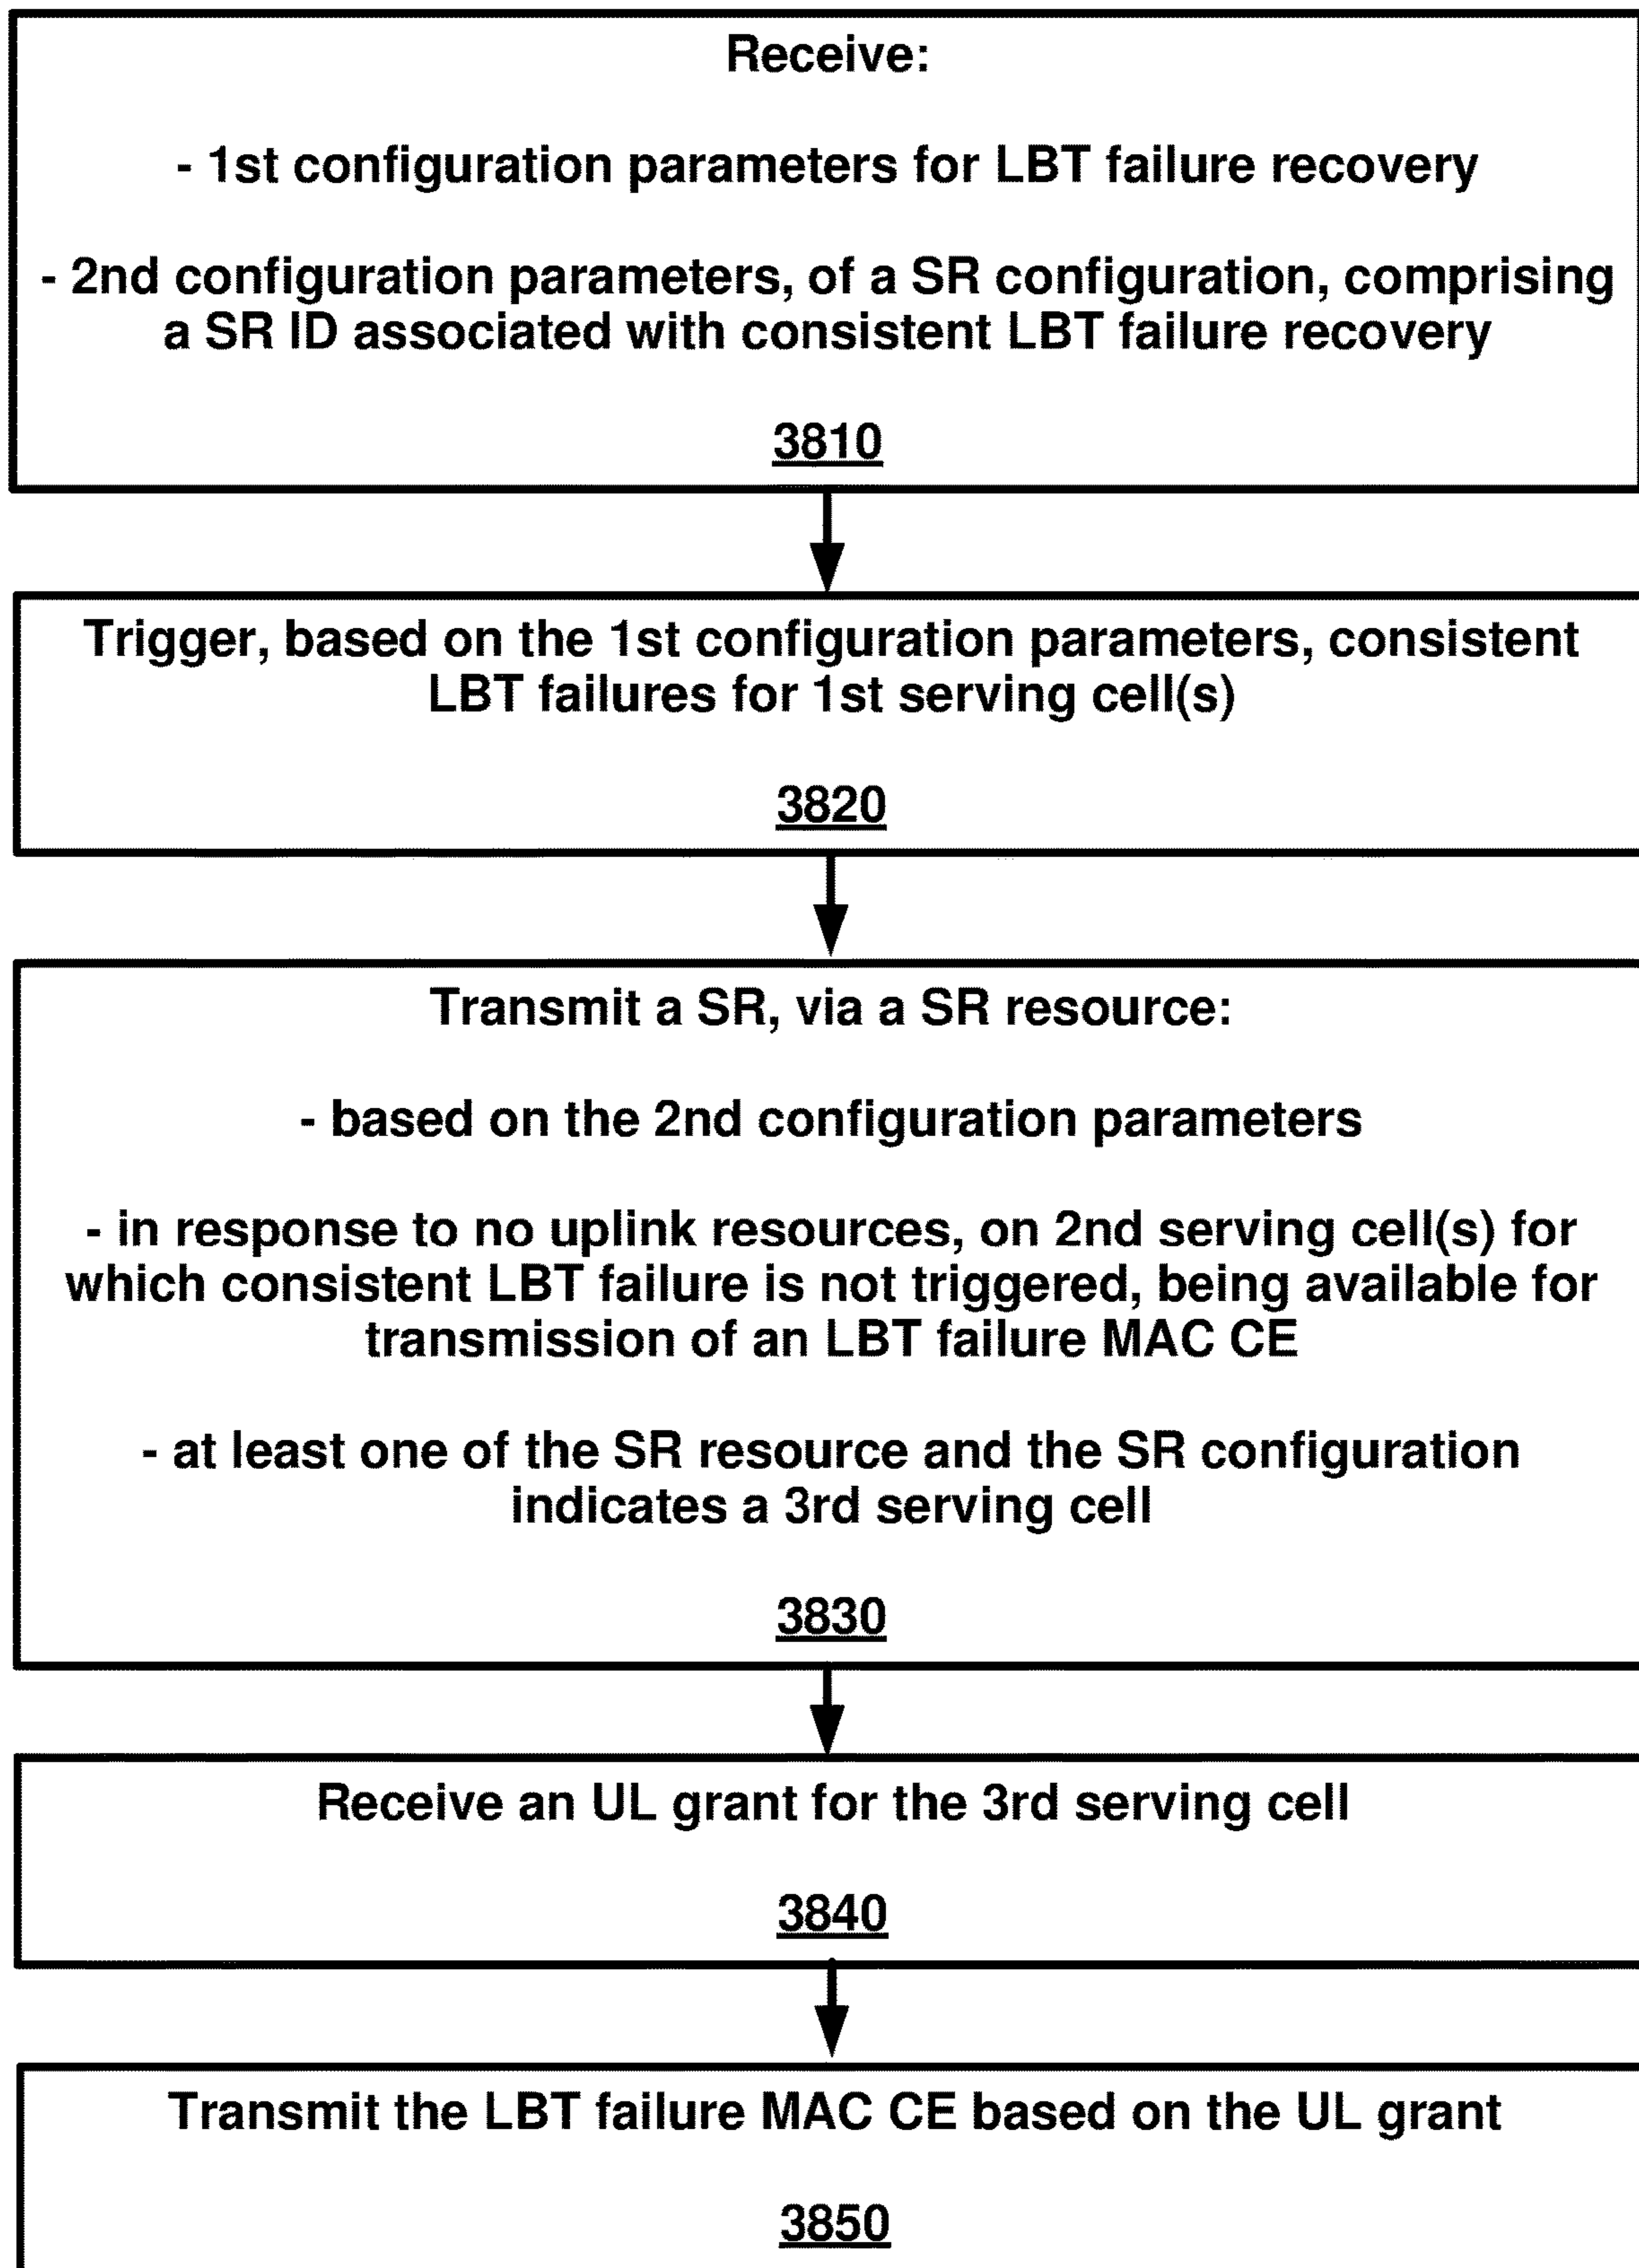 Receive:
- 1st configuration parameters for LBT failure recovery
- 2nd configuration parameters, of a SR configuration, comprising
a SR ID associated with consistent LBT failure recovery
3810
Trigger, based on the 1st configuration parameters, consistent
LBT failures for 1st serving cell(s)
3820
Transmit a SR, via a SR resource:
- based on the 2nd configuration parameters
- in response to no uplink resources, on 2nd serving cell(s) for
which consistent LBT failure is not triggered, being available for
transmission of an LBT failure MAC CE
- at least one of the SR resource and the SR configuration
indicates a 3rd serving cell
3830
Receive an UL grant for the 3rd serving cell
3840
Transmit the LBT failure MAC CE based on the UL grant
3850